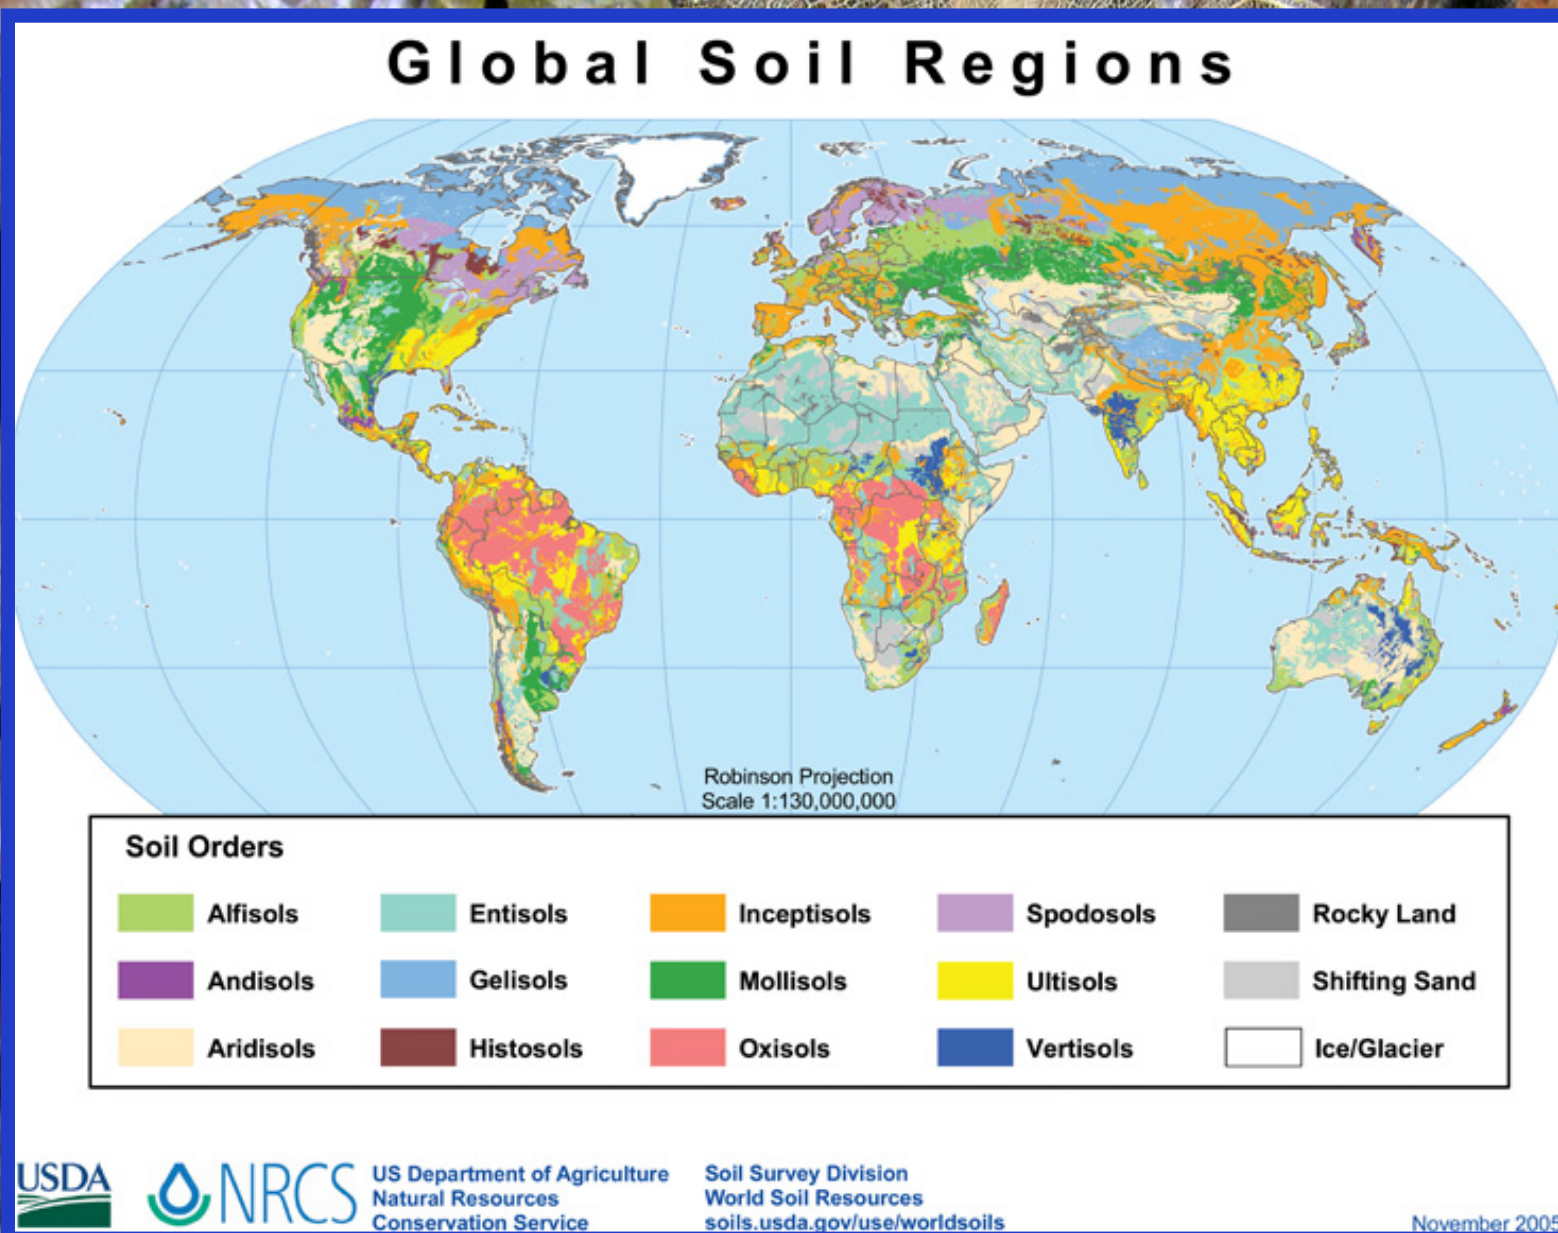 Global Soil Regions
Robinson Projection
Scale 1:130,000,000
Soil Orders
Alfisols Entisols Inceptisols Spodosols Rocky Land
Andisols Gelisols Mollisols Ultisols Shifting Sand
Aridisols Histosols Oxisols Vertisols Ice/Glacier
USDA
NRCS
US Department of Agriculture
Natural Resources
Conservation Service
Soil Survey Division
World Soil Resources
soils.usda.gov/use/worldsoils
November 2005